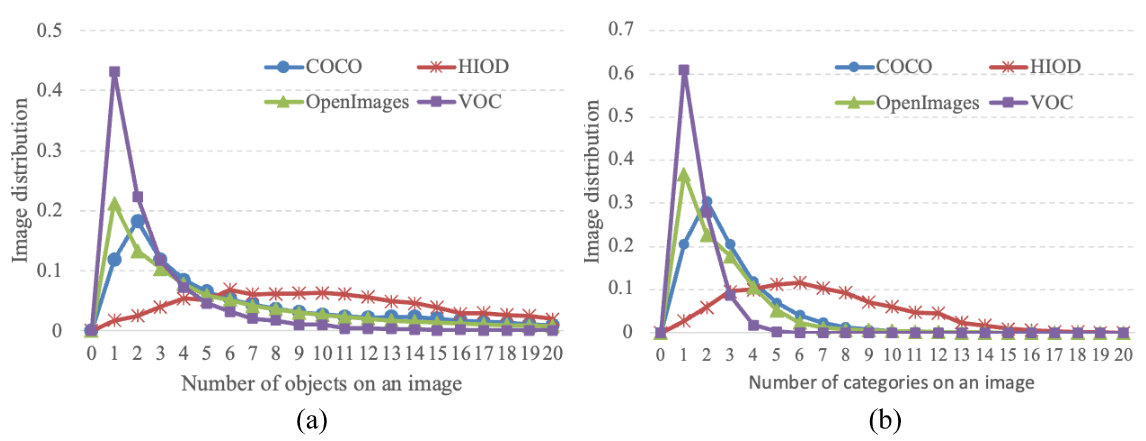 0.5
0.4
0.3
0.2
0.1
0
Image distribution
COCO HIOD
OpenImages VOC
0 1 2 3 4 5 6 7 8 9 10 11 12 13 14 15 16 17 18 19 20
Number of objects on an image
(a)
0.7
0.6
0.5
0.4
0.3
0.2
0.1
0
Image distribution
COCO HIOD
OpenImages VOC
0 1 2 3 4 5 6 7 8 9 10 11 12 13 14 15 16 17 18 19 20
Number of categories on an image
(b)